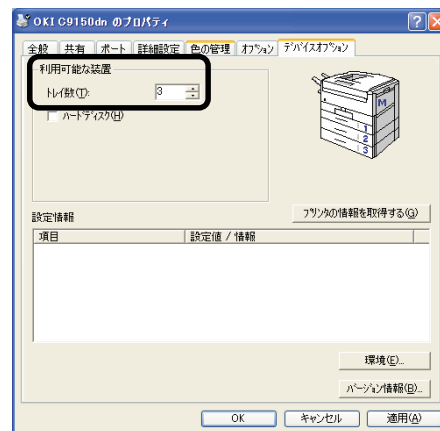 OKI C9150dn のプロパティ
全般 共有 ポート 詳細設定 色の管理 オプション デバイスオプション
利用可能な装置
トレイ数(T): 3
ハードディスク(H)
M
1
2
3
プリンタの情報を取得する(G)
設定情報
項目 設定値 / 情報
環境(E)...
バージョン情報(B)...
OK キャンセル 適用(A)